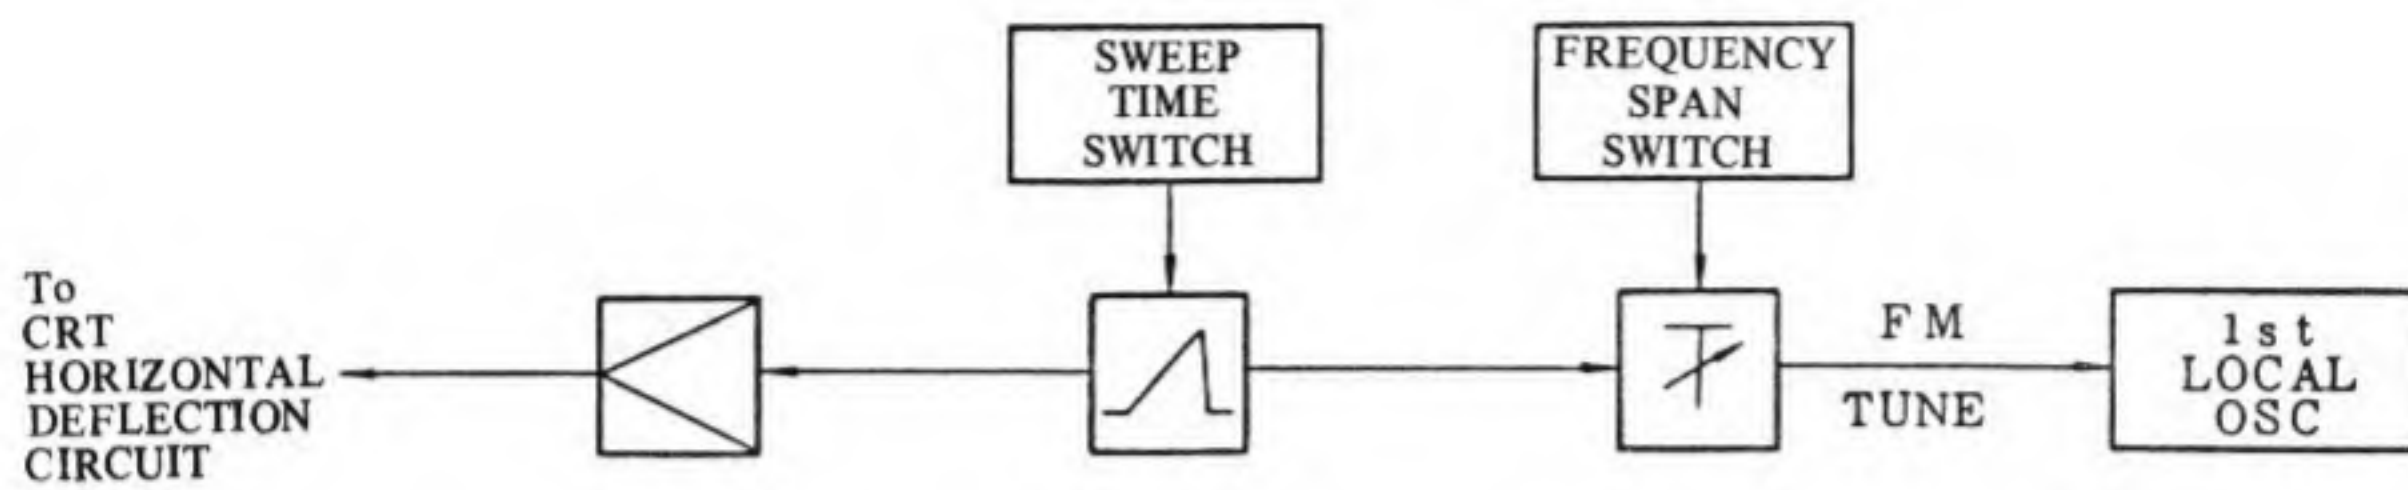 SWEEP
TIME
SWITCH
FREQUENCY
SPAN
SWITCH
To
CRT
HORIZONTAL
DEFLECTION
CIRCUIT
FM
TUNE
1st
LOCAL
OSC